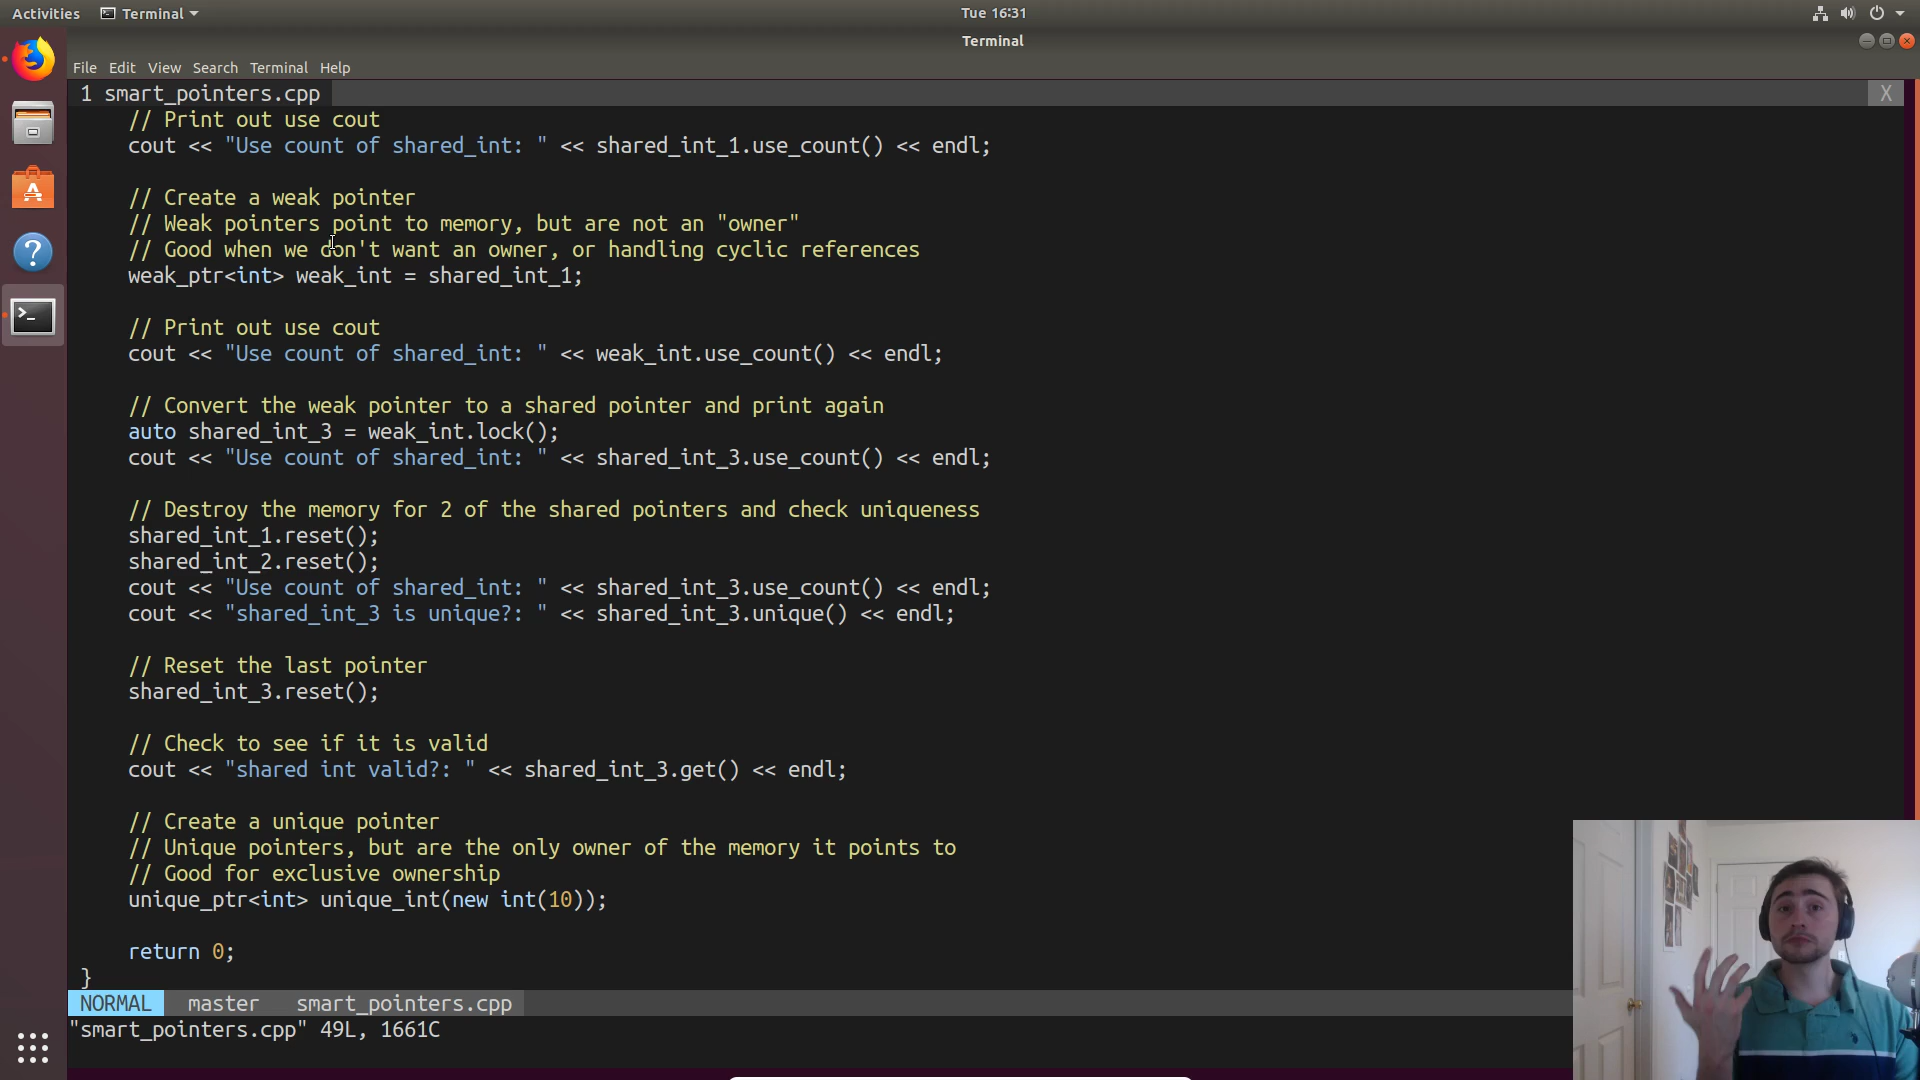 Activities
Terminal
Tue 16:31
Terminal
File Edit View Search Terminal Help
1 smart_pointers.cpp
X
// Print out use cout
cout << "Use count of shared_int: " << shared_int_1.use_count() << endl;
// Create a weak pointer
// Weak pointers point to memory, but are not an "owner"
// Good when we don't want an owner, or handling cyclic references
weak_ptr<int> weak_int = shared_int_1;
// Print out use cout
cout << "Use count of shared_int: " << weak_int.use_count() << endl;
// Convert the weak pointer to a shared pointer and print again
auto shared_int_3 = weak_int.lock();
cout << "Use count of shared_int: " << shared_int_3.use_count() << endl;
// Destroy the memory for 2 of the shared pointers and check uniqueness
shared_int_1.reset();
shared_int_2.reset();
cout << "Use count of shared_int: " << shared_int_3.use_count() << endl;
cout << "shared_int_3 is unique?: " << shared_int_3.unique() << endl;
// Reset the last pointer
shared_int_3.reset();
// Check to see if it is valid
cout << "shared int valid?: " << shared_int_3.get() << endl;
// Create a unique pointer
// Unique pointers, but are the only owner of the memory it points to
// Good for exclusive ownership
unique_ptr<int> unique_int(new int(10));
return 0;
}
NORMAL master smart_pointers.cpp
"smart_pointers.cpp" 49L, 1661C